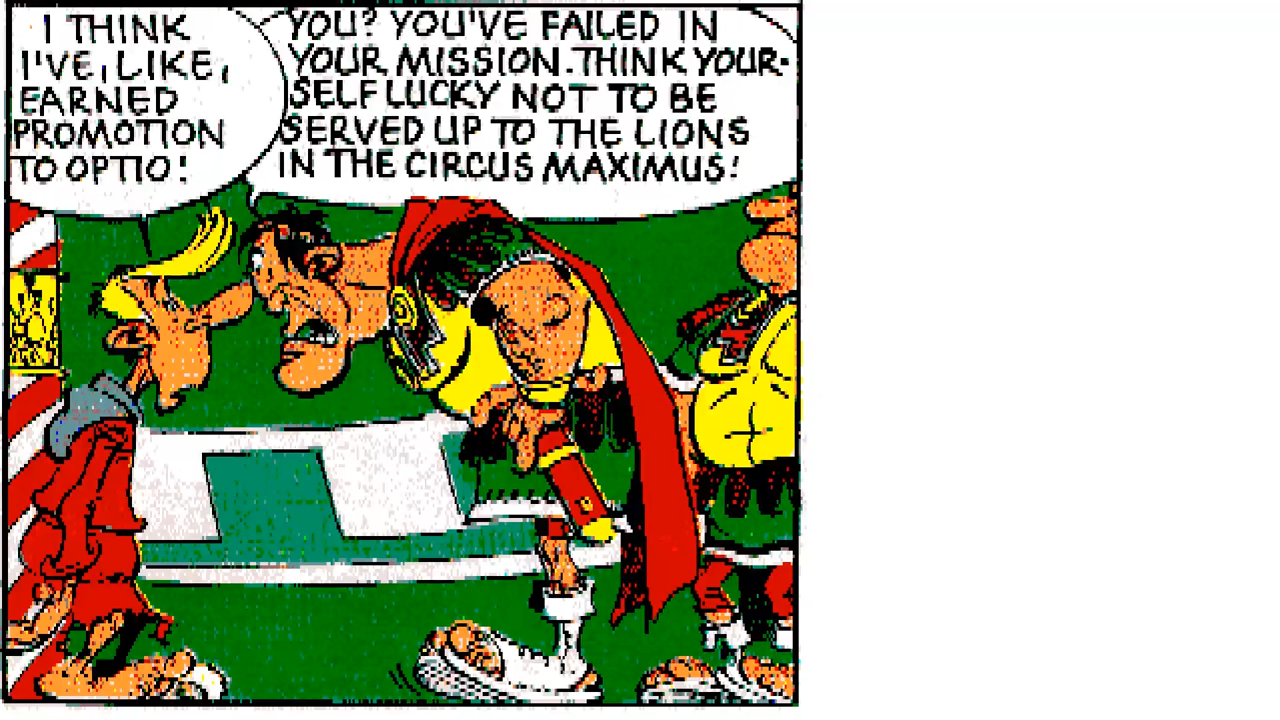 I THINK
I'VE, LIKE,
EARNED
PROMOTION
TO OPTIO!
YOU? YOU'VE FAILED IN
YOUR MISSION. THINK YOUR-
SELF LUCKY NOT TO BE
SERVED UP TO THE LIONS
IN THE CIRCUS MAXIMUS!